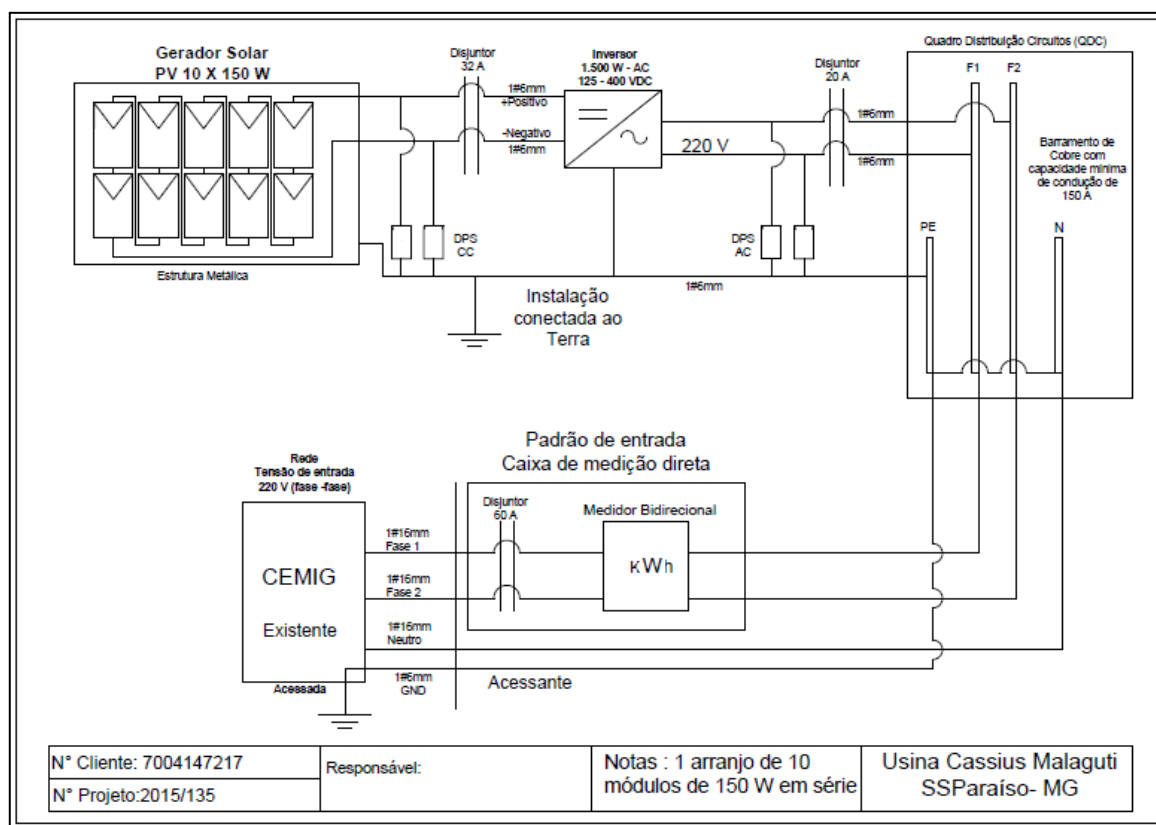 Gerador Solar
PV 10 X 150 W
Estrutura Metálica
Disjuntor
32 A
1#6mm
+Positivo
-Negativo
1#6mm
DPS
CC
Inversor
1.500 W - AC
125 - 400 VDC
220 V
Disjuntor
20 A
1#6mm
1#6mm
DPS
AC
1#6mm
Instalação
conectada ao
Terra
Quadro Distribuição Circuitos (QDC)
F1
F2
Barramento de
Cobre com
capacidade mínima
de condução de
150 A
PE
N
Rede
Tensão de entrada
220 V (fase -fase)
CEMIG
Existente
Acessada
1#16mm
Fase 1
1#16mm
Fase 2
1#16mm
Neutro
1#6mm
GND
Padrão de entrada
Caixa de medição direta
Disjuntor
60 A
Medidor Bidirecional
KWh
Acessante
N° Cliente: 7004147217
N° Projeto:2015/135
Responsável:
Notas : 1 arranjo de 10
módulos de 150 W em série
Usina Cassius Malaguti
SSParaíso- MG